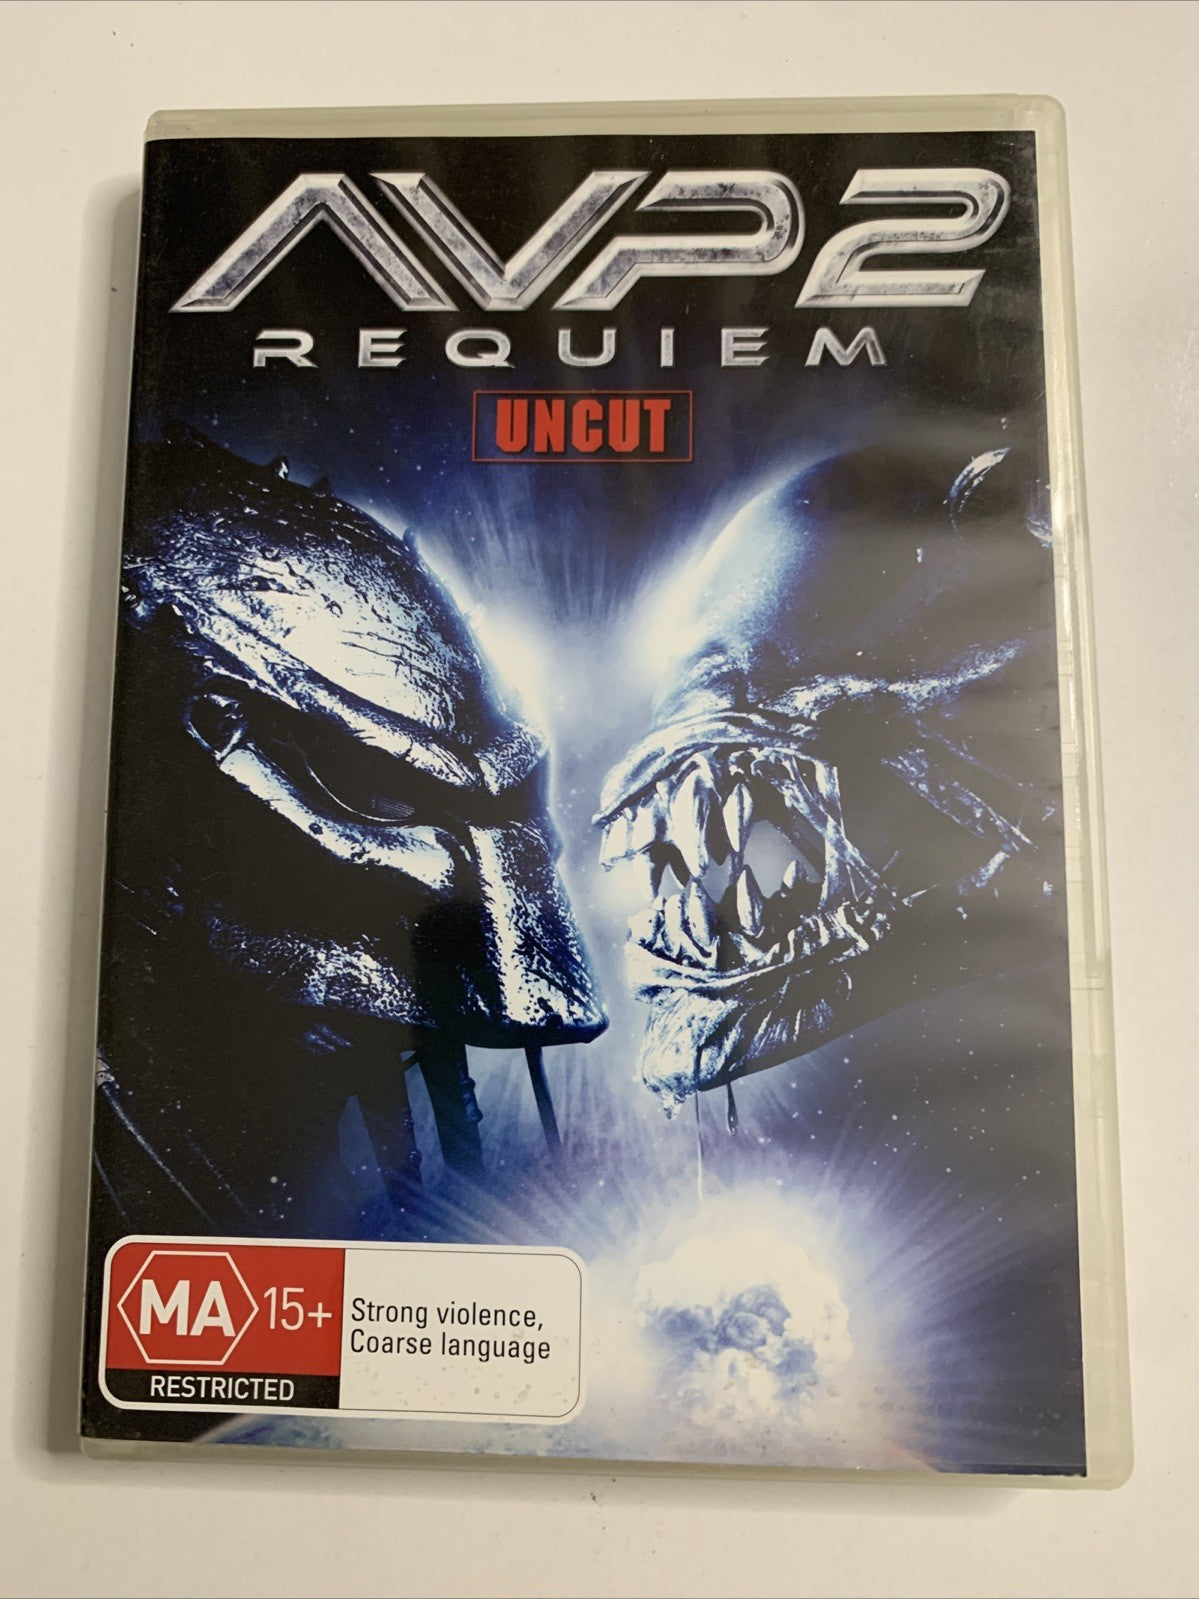 AVP2
REQUIEM
UNCUT
MA 15+
RESTRICTED
Strong violence,
Coarse language